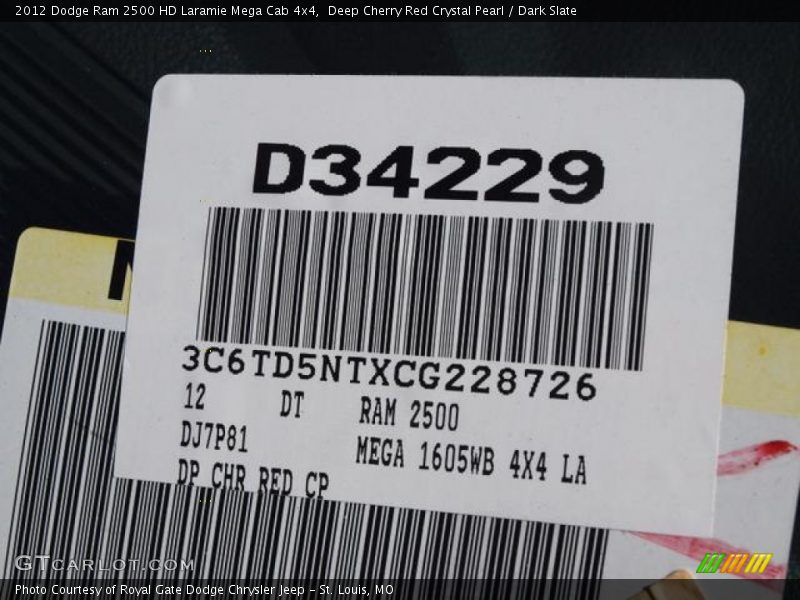 2012 Dodge Ram 2500 HD Laramie Mega Cab 4x4,  Deep Cherry Red Crystal Pearl / Dark Slate
D34229
3C6TD5NTXCG228726
12 DT RAM 2500
DJ7P81 MEGA 1605WB 4X4 LA
DP CHR RED CP
GTCARLOT.COM
Photo Courtesy of Royal Gate Dodge Chrysler Jeep - St. Louis, MO